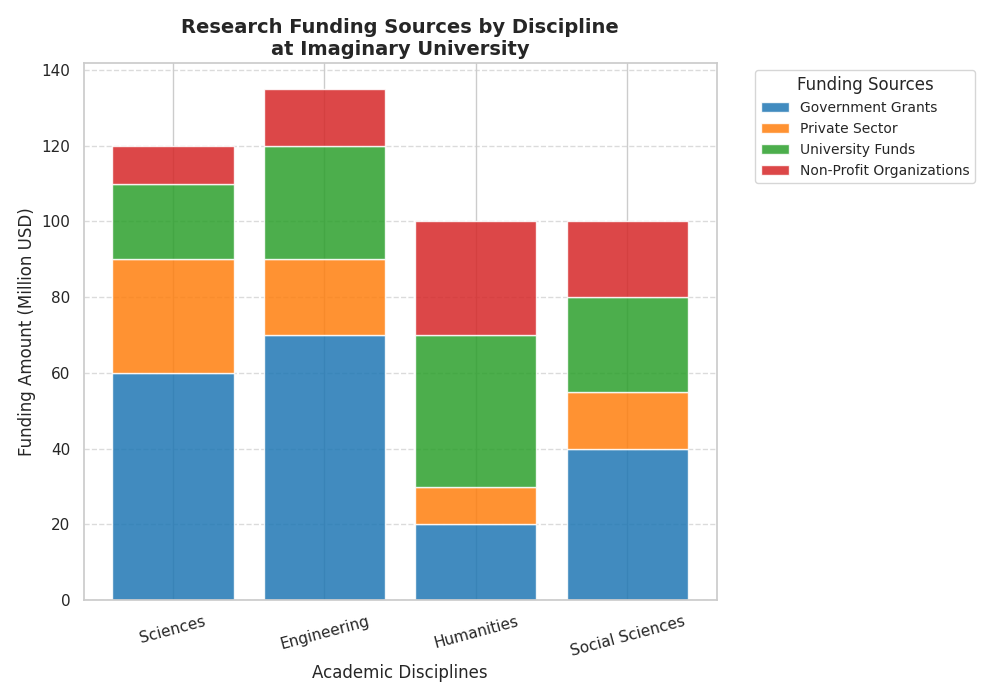 Research Funding Sources by Discipline
at Imaginary University
Funding Amount (Million USD)
140
120
100
80
60
40
20
0
Sciences
Engineering
Humanities
Social Sciences
Academic Disciplines
Funding Sources
Government Grants
Private Sector
University Funds
Non-Profit Organizations